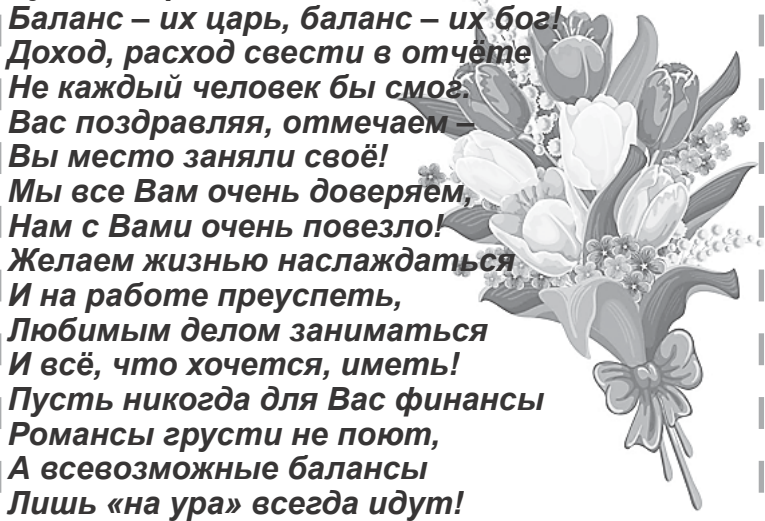 Баланс – их царь, баланс – их бог!
Доход, расход свести в отчёте
Не каждый человек бы смог.
Вас поздравляя, отмечаем –
Вы место заняли своё!
Мы все Вам очень доверяем,
Нам с Вами очень повезло!
Желаем жизнью наслаждаться
И на работе преуспеть,
Любимым делом заниматься
И всё, что хочется, иметь!
Пусть никогда для Вас финансы
Романсы грусти не поют,
А всевозможные балансы
Лишь «на ура» всегда идут!